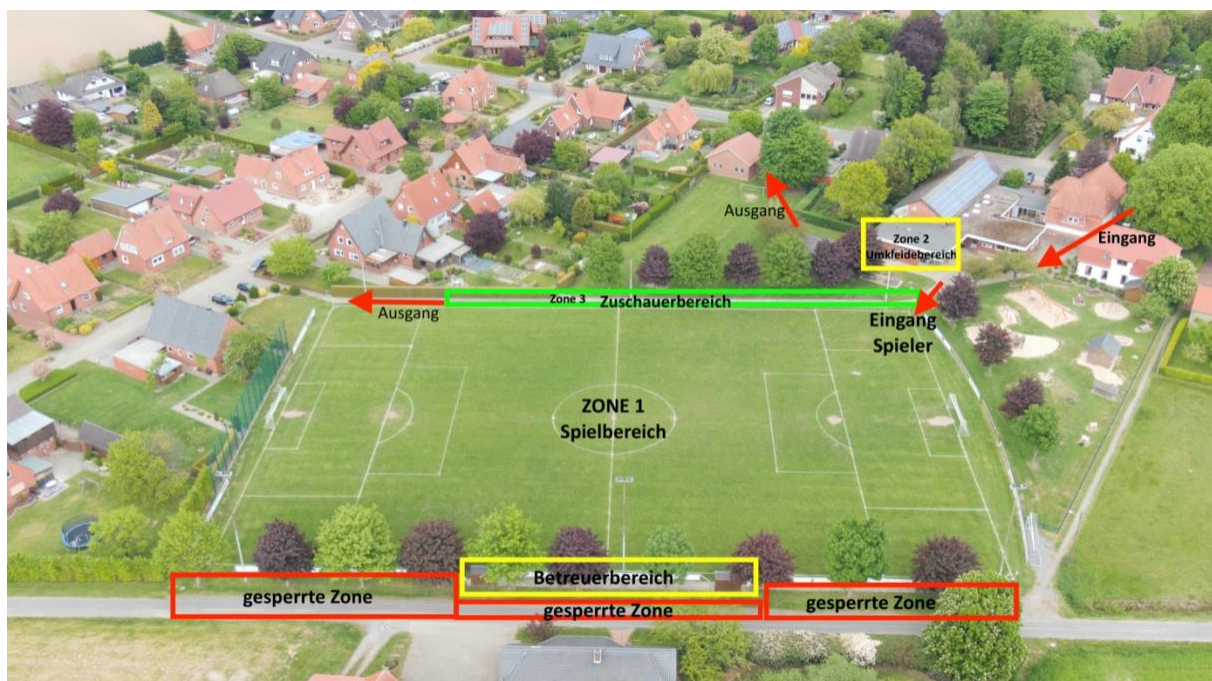 Ausgang
Zone 2
Umkfeidebereich
Eingang
Zone 3 Zuschauerbereich
Ausgang
Eingang
Spieler
ZONE 1
Spielbereich
Betreuerbereich
gesperrte Zone
gesperrte Zone
gesperrte Zone